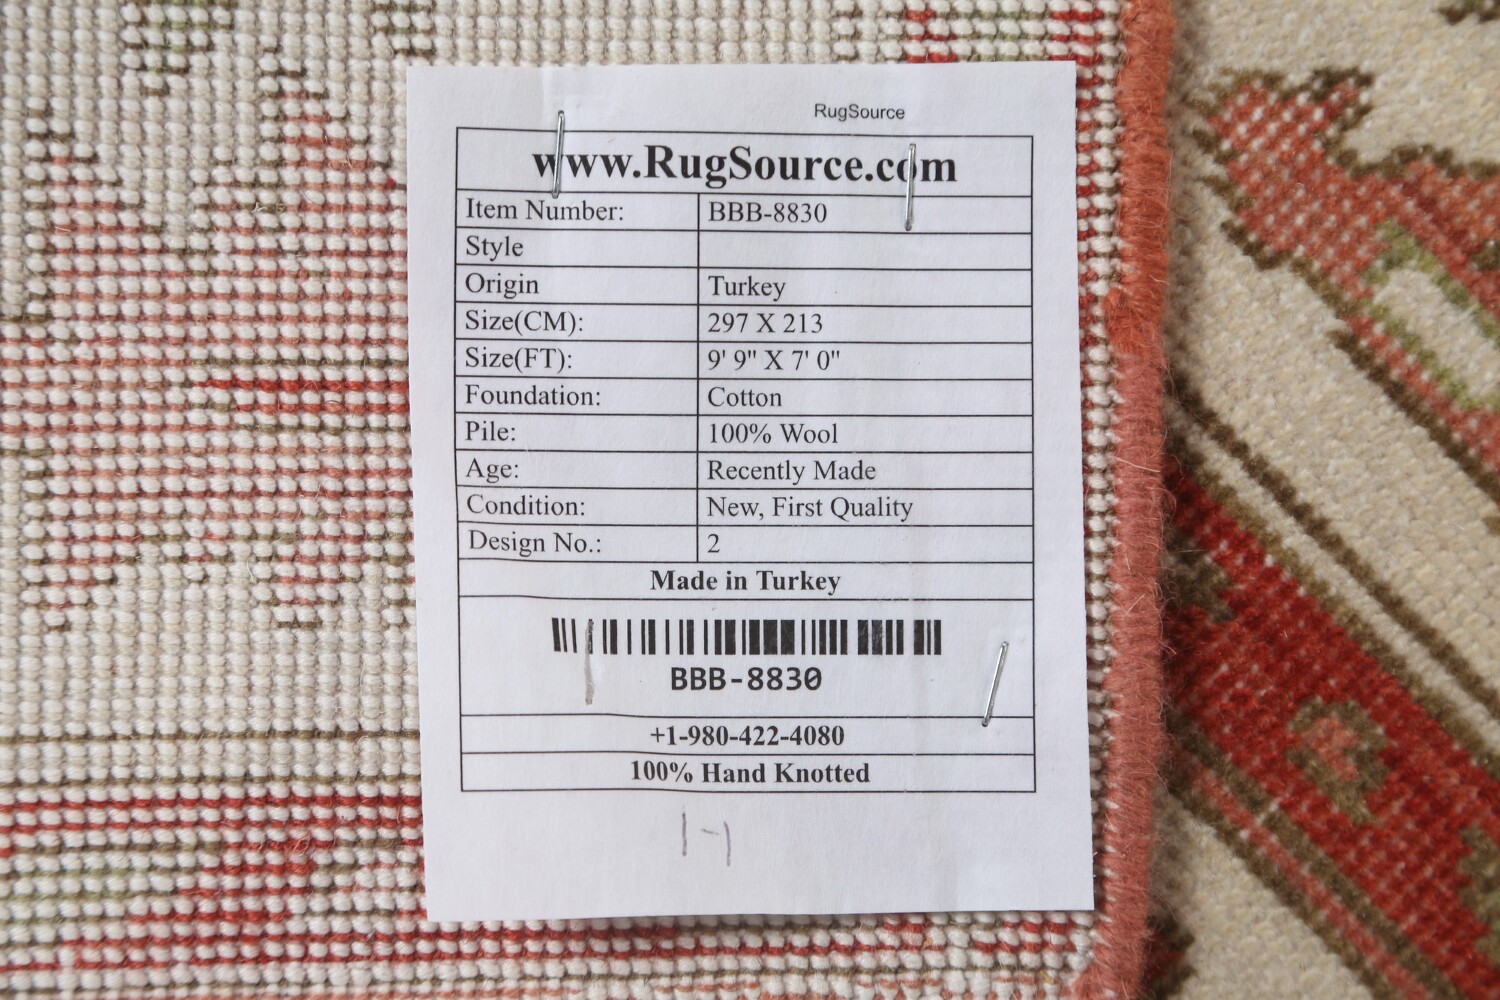 RugSource
www.RugSource.com
Item Number: BBB-8830
Style
Origin Turkey
Size(CM): 297 X 213
Size(FT): 9' 9" X 7' 0"
Foundation: Cotton
Pile: 100% Wool
Age: Recently Made
Condition: New, First Quality
Design No.: 2
Made in Turkey
BBB-8830
+1-980-422-4080
100% Hand Knotted
1-1